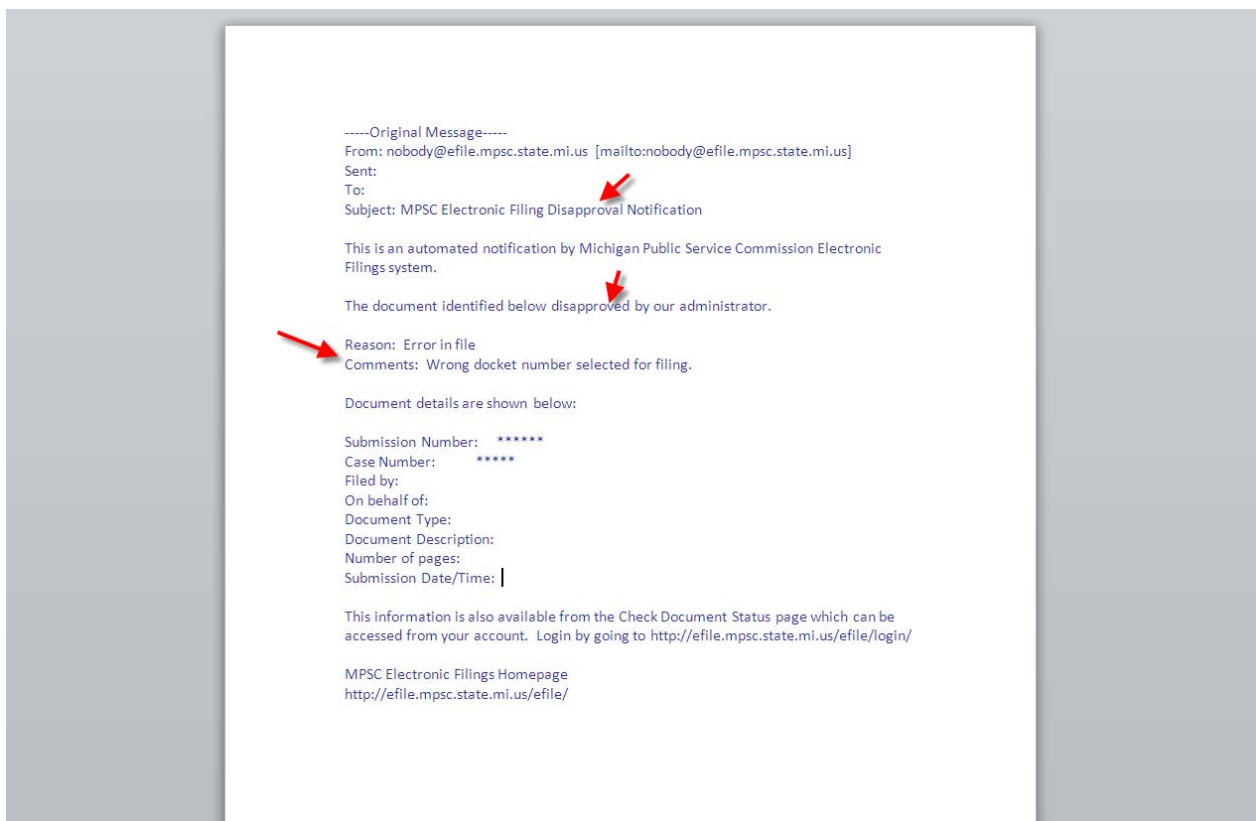 -----Original Message-----
From: nobody@efile.mpsc.state.mi.us [mailto:nobody@efile.mpsc.state.mi.us]
Sent:
To:
Subject: MPSC Electronic Filing Disapproval Notification
This is an automated notification by Michigan Public Service Commission Electronic
Filings system.
The document identified below disapproved by our administrator.
Reason: Error in file
Comments: Wrong docket number selected for filing.
Document details are shown below:
Submission Number: ******
Case Number: *****
Filed by:
On behalf of:
Document Type:
Document Description:
Number of pages:
Submission Date/Time:
This information is also available from the Check Document Status page which can be
accessed from your account. Login by going to http://efile.mpsc.state.mi.us/efile/login/
MPSC Electronic Filings Homepage
http://efile.mpsc.state.mi.us/efile/